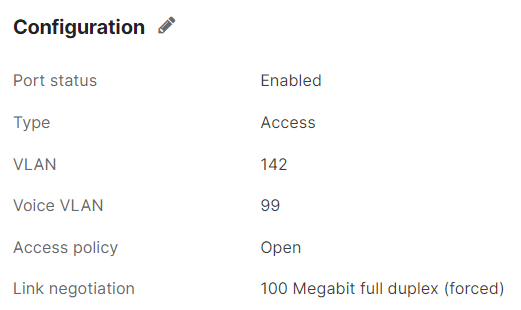 Configuration
Port status Enabled
Type Access
VLAN 142
Voice VLAN 99
Access policy Open
Link negotiation 100 Megabit full duplex (forced)